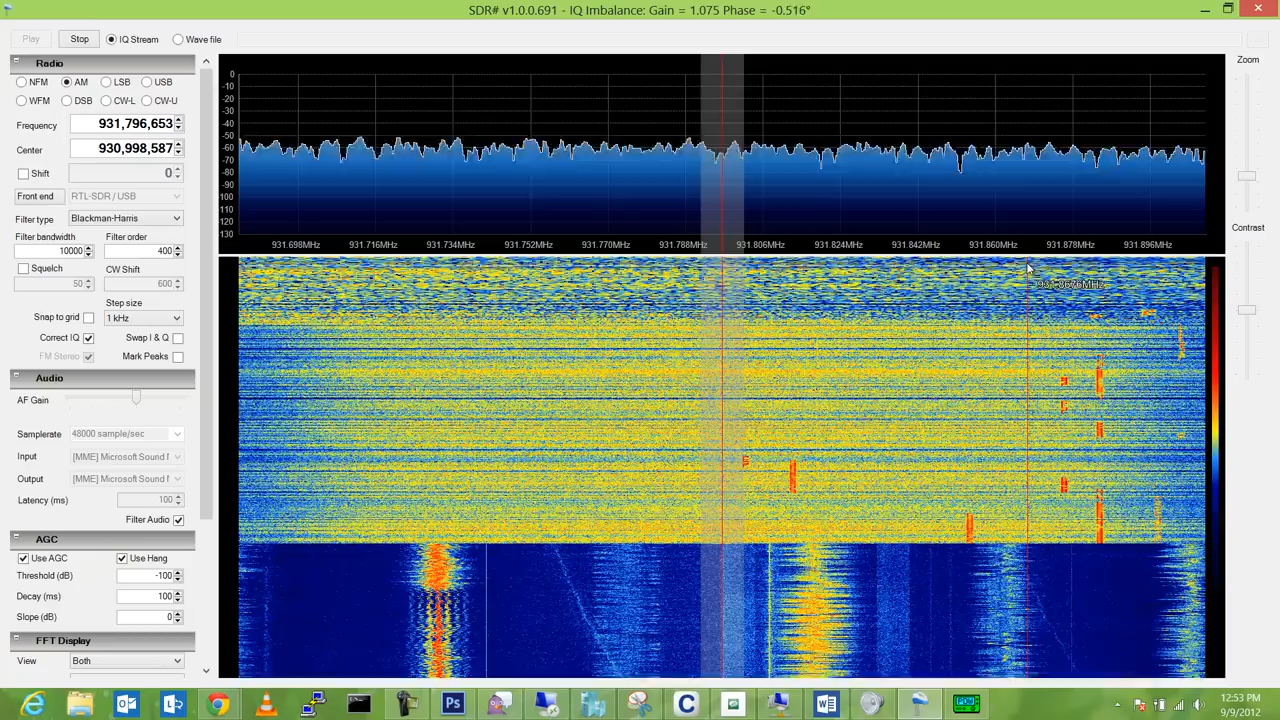 SDR# v1.0.0.691 - IQ Imbalance: Gain = 1.075 Phase = -0.516°
Play Stop IQ Stream Wave file
Radio
NFM AM LSB USB
WFM DSB CW-L CW-U
Frequency 931,796,653
Center 930,998,587
Shift 0
Front end RTL-SDR / USB
Filter type Blackman-Harris
Filter bandwidth Filter order
10000 400
Squelch CW Shift
50 600
Step size
Snap to grid 1 kHz
Correct IQ Swap I & Q
FM Stereo Mark Peaks
Audio
AF Gain
Samplerate 48000 sample/sec
Input [MME] Microsoft Sound
Output [MME] Microsoft Sound
Latency (ms) 100
Filter Audio
AGC
Use AGC Use Hang
Threshold (dB) -100
Decay (ms) 100
Slope (dB) 0
FFT Display
View Both
0
-10
-20
-30
-40
-50
-60
-70
-80
-90
100
110
120
130
931.698MHz 931.716MHz 931.734MHz 931.752MHz 931.770MHz 931.788MHz 931.806MHz 931.824MHz 931.842MHz 931.860MHz 931.878MHz 931.896MHz
931.8676MHz
Zoom
Contrast
12:53 PM
9/9/2012